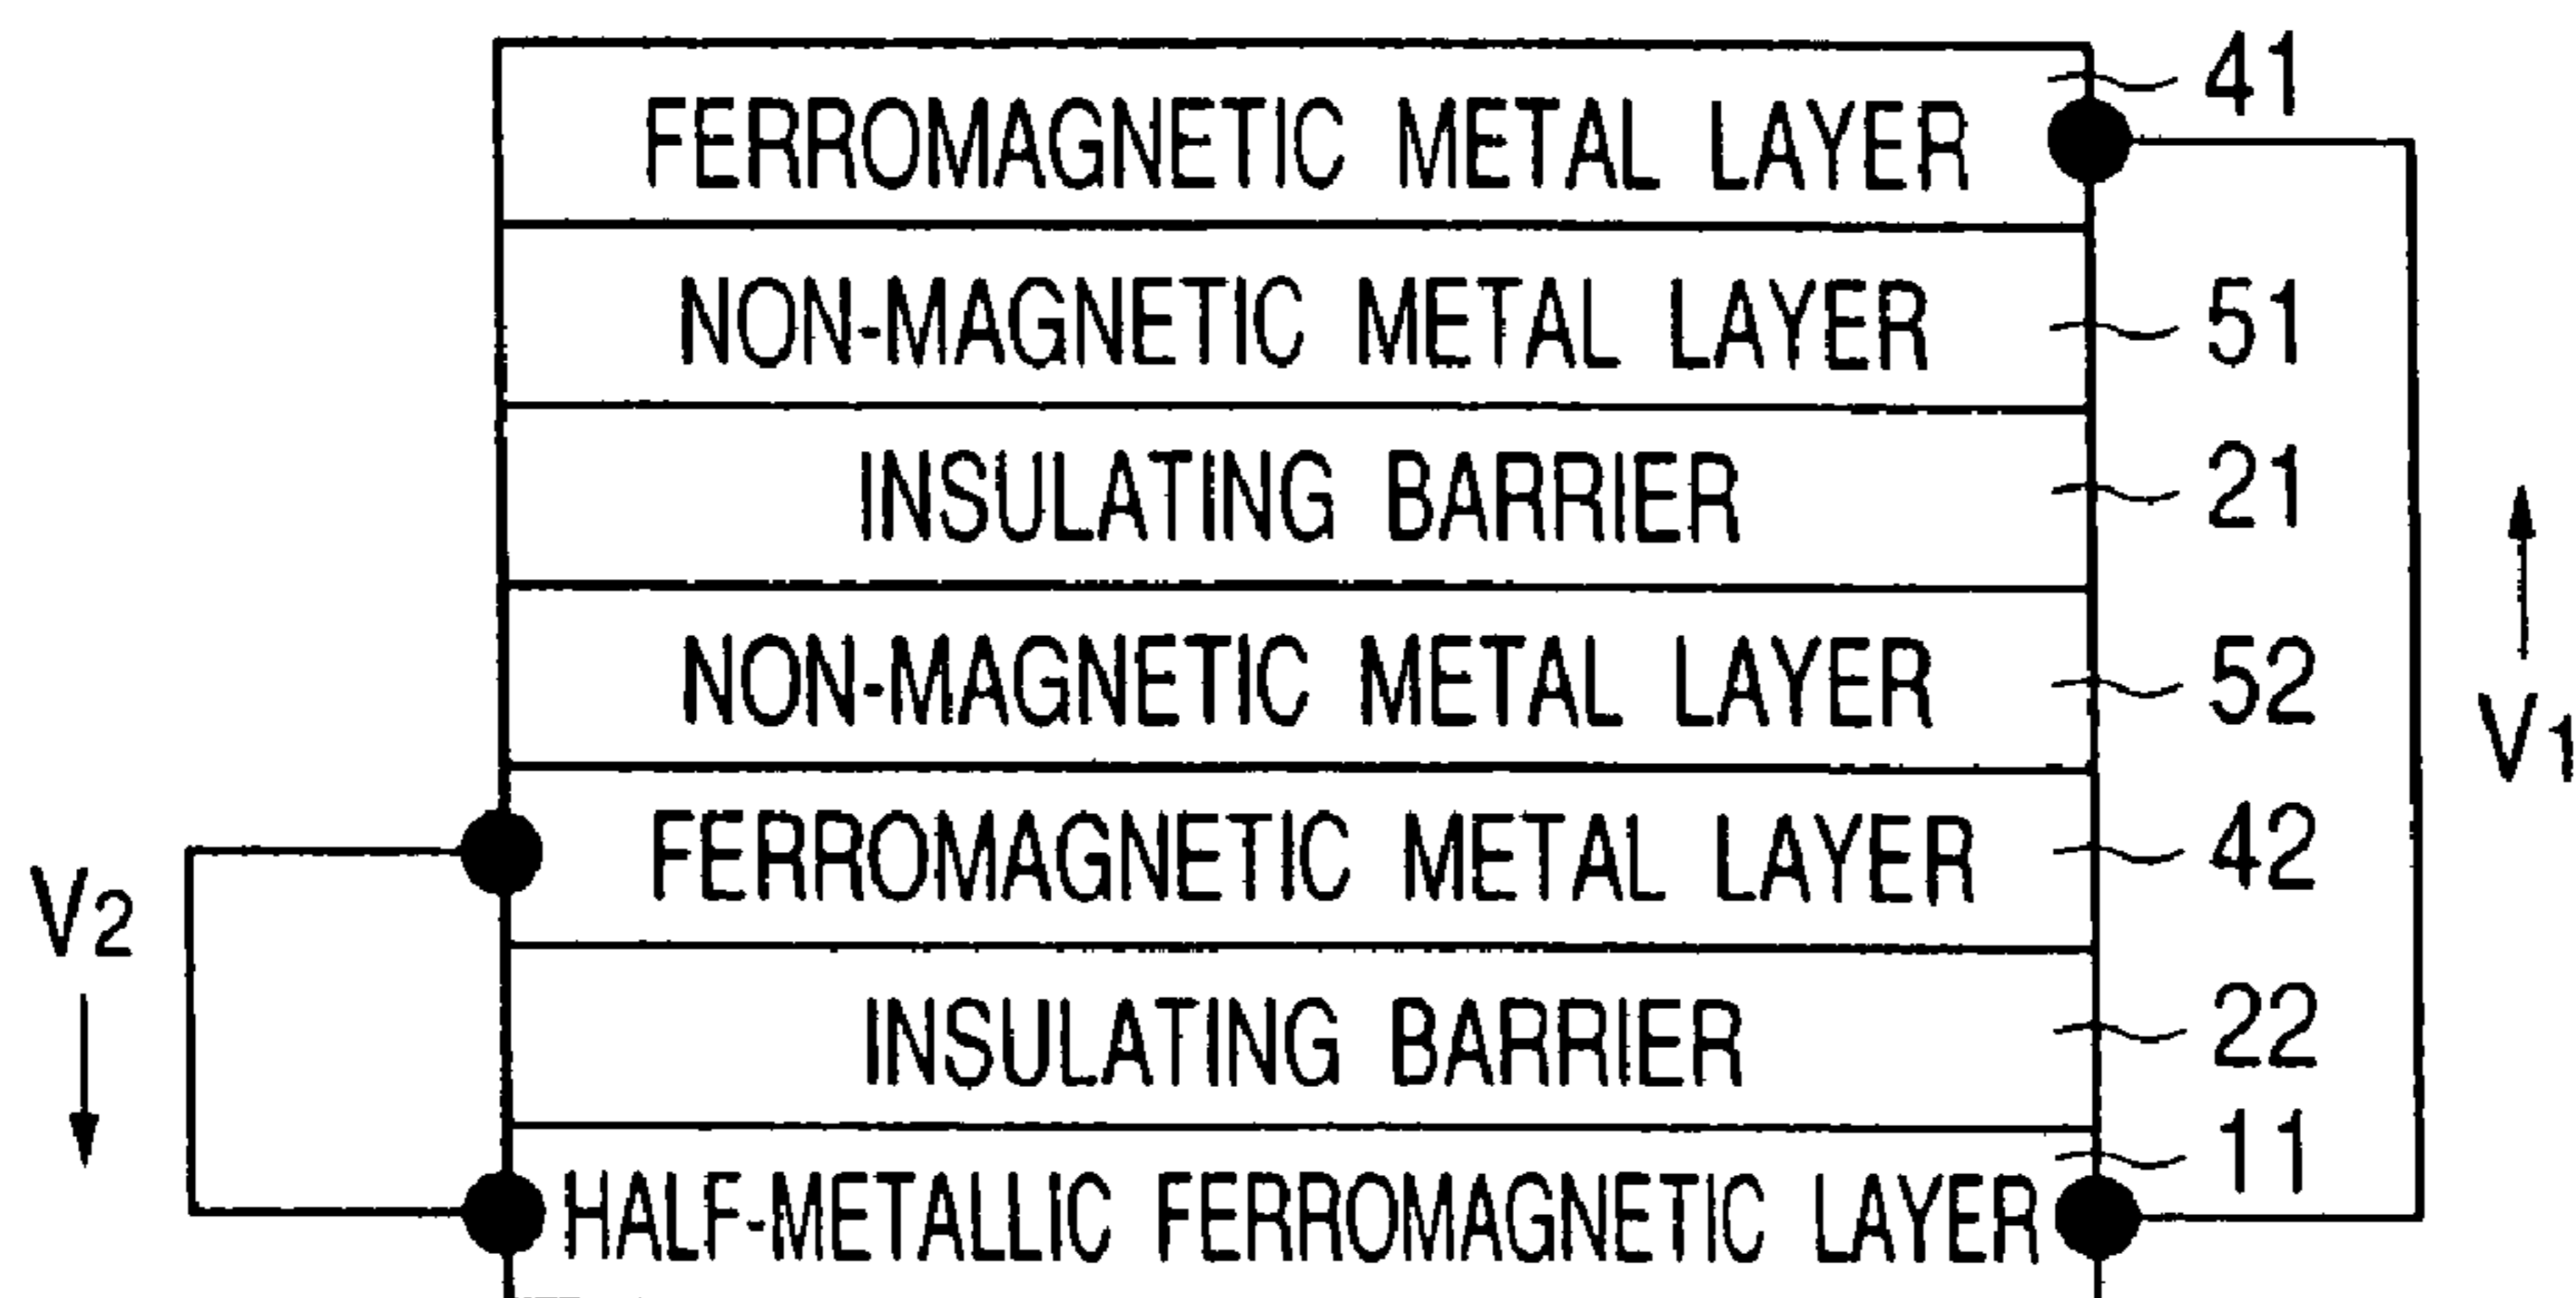 FERROMAGNETIC METAL LAYER 41
NON-MAGNETIC METAL LAYER 51
INSULATING BARRIER 21
NON-MAGNETIC METAL LAYER 52
V1
FERROMAGNETIC METAL LAYER 42
V2
INSULATING BARRIER 22
HALF-METALLIC FERROMAGNETIC LAYER 11